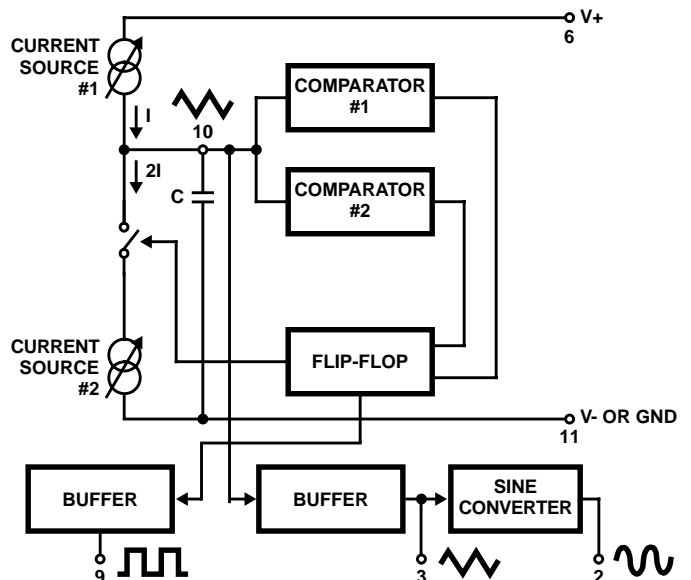 V+
6
CURRENT
SOURCE
#1
I
10
COMPARATOR
#1
2I
C
COMPARATOR
#2
CURRENT
SOURCE
#2
FLIP-FLOP
V- OR GND
11
BUFFER
BUFFER
SINE
CONVERTER
9
3
2